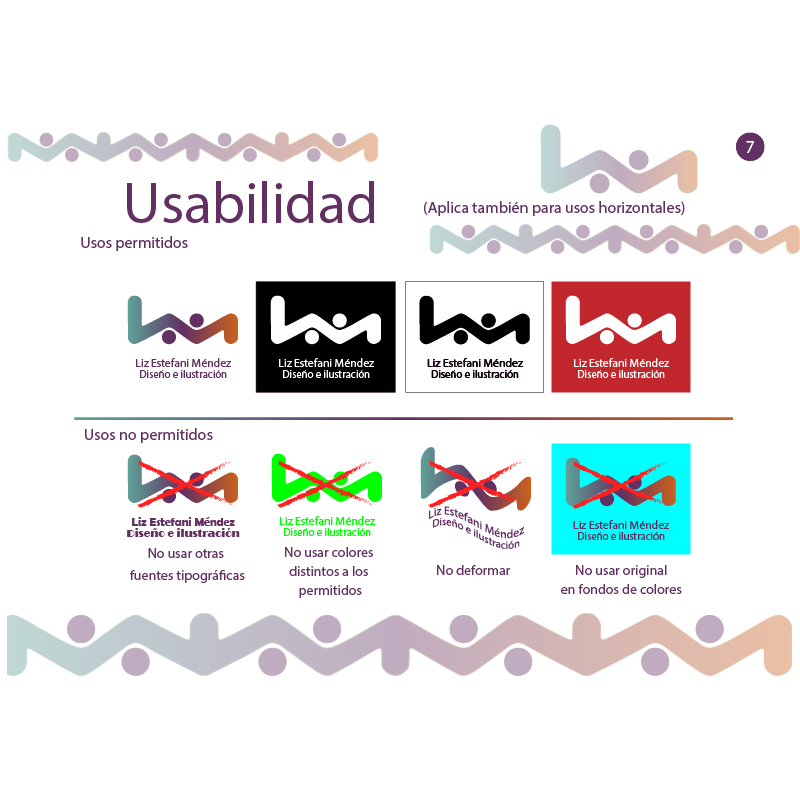 7
Usabilidad
(Aplica también para usos horizontales)
Usos permitidos
Liz Estefani Méndez
Diseño e ilustración
Liz Estefani Méndez
Diseño e ilustración
Liz Estefani Méndez
Diseño e ilustración
Liz Estefani Méndez
Diseño e ilustración
Usos no permitidos
Liz Estefani Méndez
Diseño e ilustración
No usar otras
fuentes tipográficas
Liz Estefani Méndez
Diseño e ilustración
No usar colores
distintos a los
permitidos
Liz Estefani Méndez
Diseño e ilustración
No deformar
Liz Estefani Méndez
Diseño e ilustración
No usar original
en fondos de colores